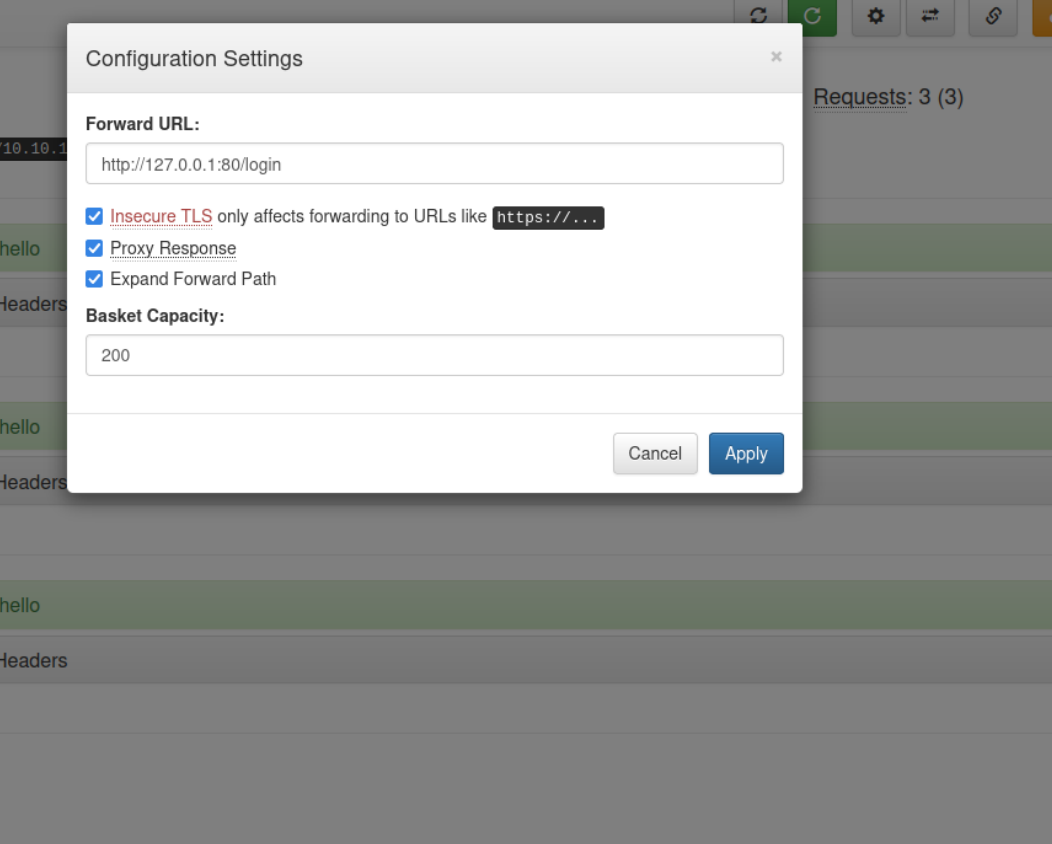 Configuration Settings ×
Requests: 3 (3)
Forward URL:
/10.10.1
http://127.0.0.1:80/login
Insecure TLS only affects forwarding to URLs like https://...
hello
Proxy Response
Expand Forward Path
Headers
Basket Capacity:
200
hello
Cancel Apply
Headers
hello
Headers